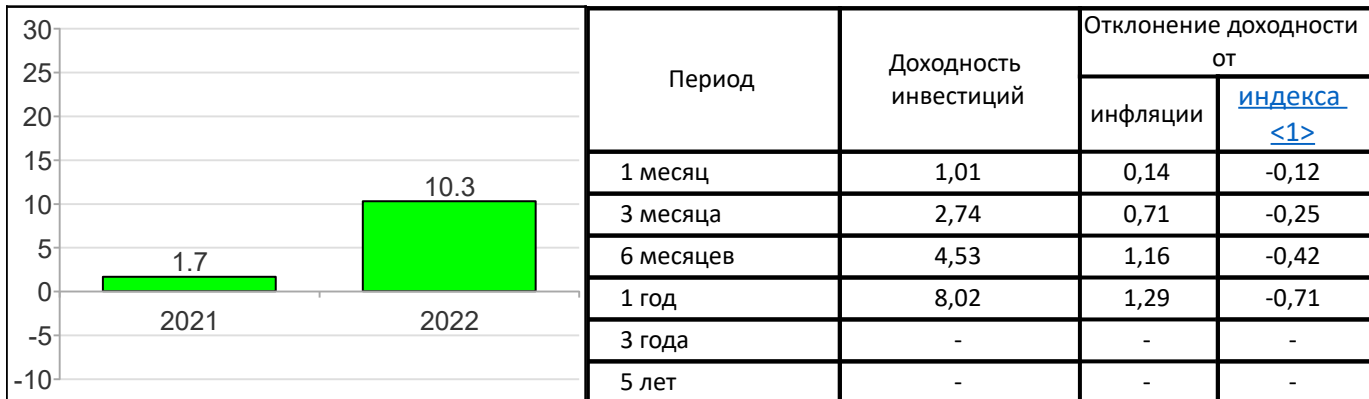 30
25
20
15
10
5
0
-5
-10
1.7
10.3
2021
2022
Период
Доходность
инвестиций
Отклонение доходности
от
инфляции
индекса
<1>
1 месяц 1,01 0,14 -0,12
3 месяца 2,74 0,71 -0,25
6 месяцев 4,53 1,16 -0,42
1 год 8,02 1,29 -0,71
3 года - - -
5 лет - - -